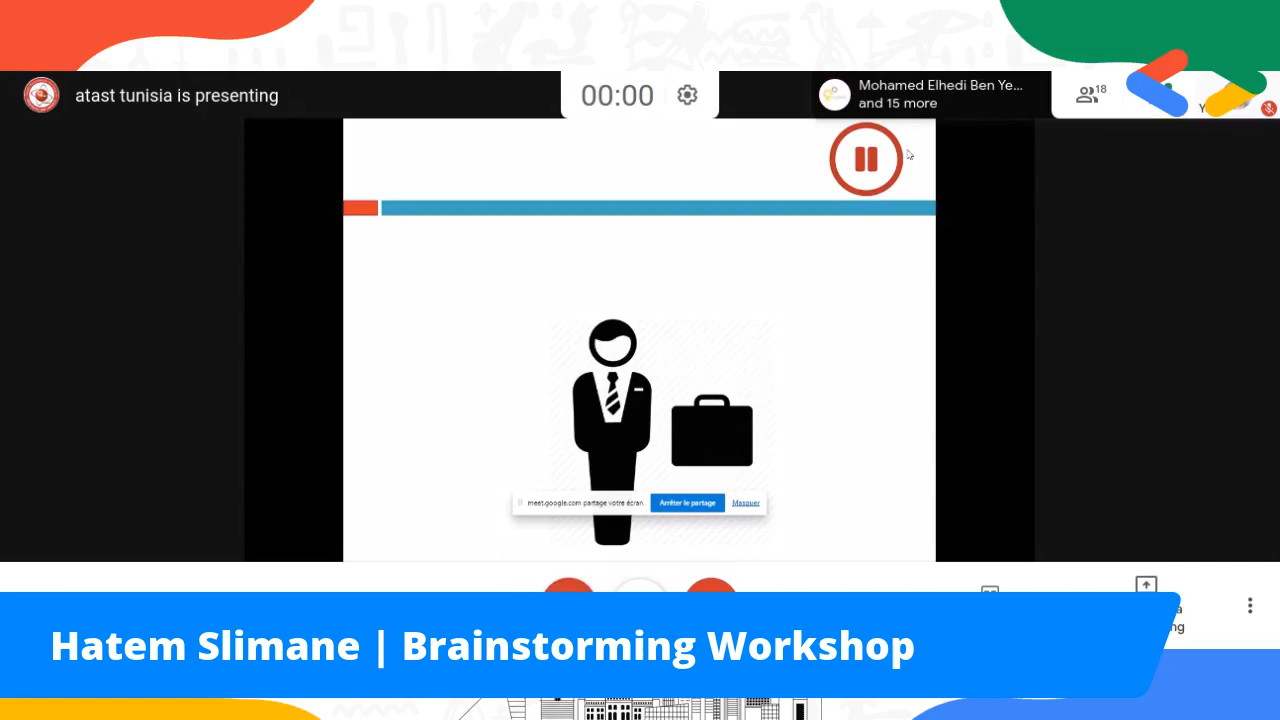 atast tunisia is presenting
00:00
Mohamed Elhedi Ben Ye...
and 15 more
18
Y
meet.google.com partage votre écran.
Arrêter le partage
Masquer
a
ng
Hatem Slimane | Brainstorming Workshop